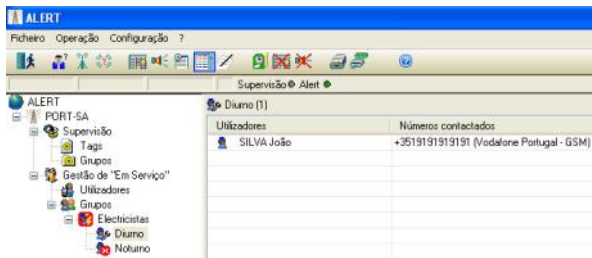 ALERT
Ficheiro Operação Configuração ?
Supervisão Alert
ALERT
PORT-SA
Supervisão
Tags
Grupos
Gestão de "Em Serviço"
Utilizadores
Grupos
Electricistas
Diurno
Noturno
Diurno (1)
Utilizadores Números contactados
SILVA João +3519191919191 (Vodafone Portugal - GSM)